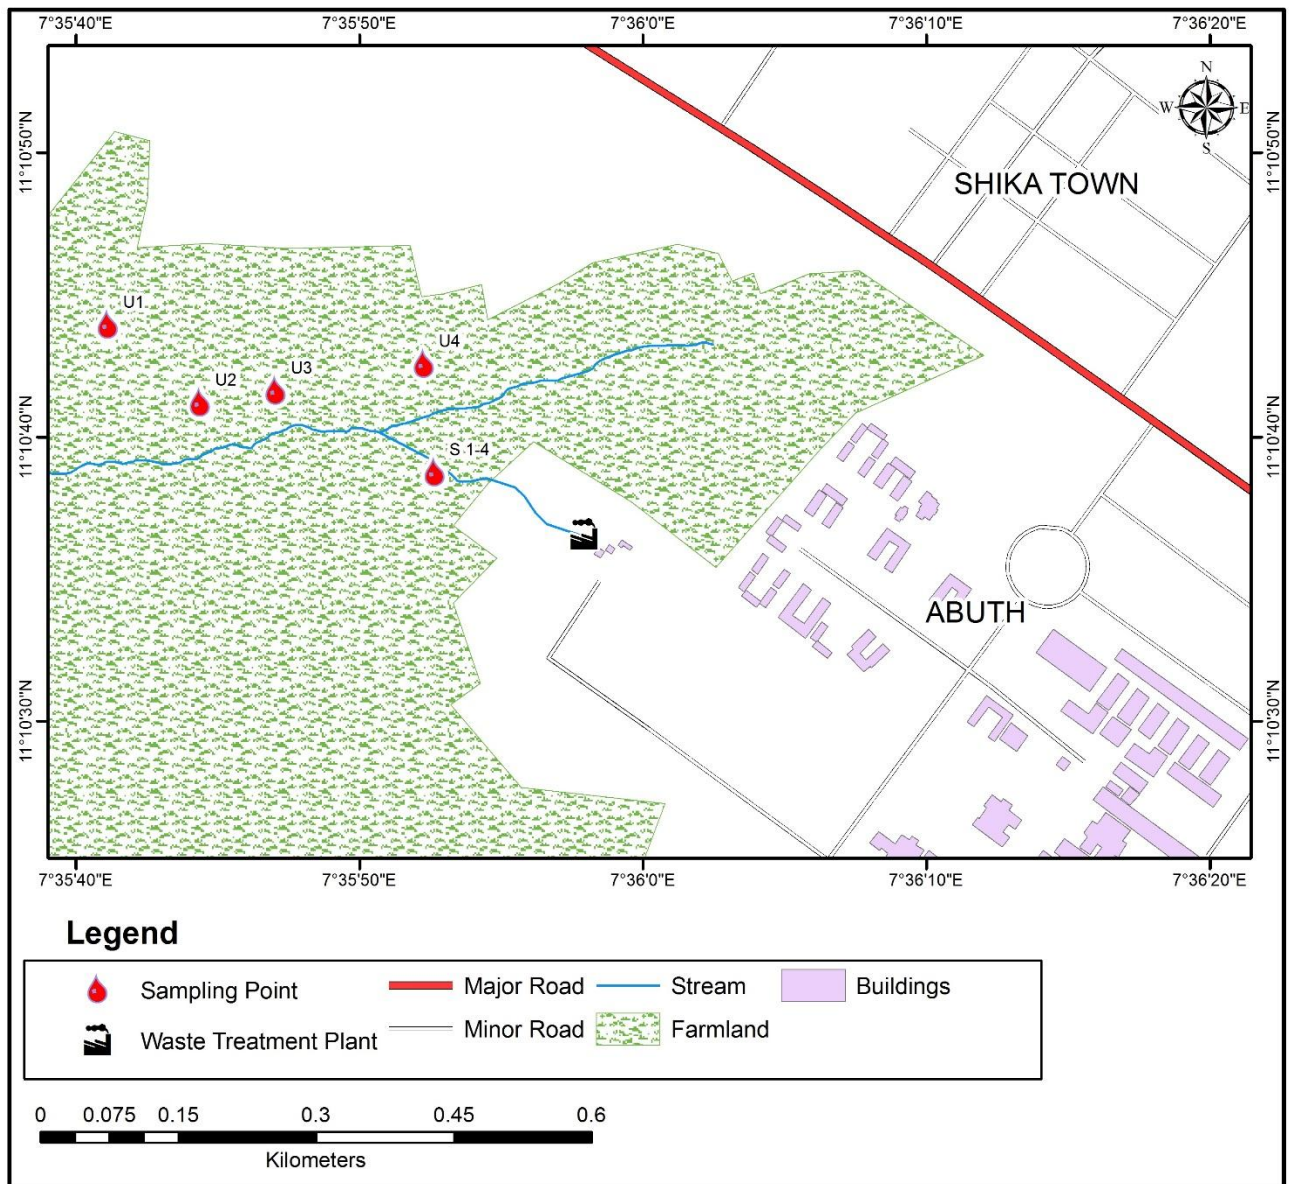 7°35'40"E 7°35'50"E 7°36'0"E 7°36'10"E 7°36'20"E
N
W E
S
11°10'50"N 11°10'50"N
SHIKA TOWN
U1
U4
U3
U2
11°10'40"N 11°10'40"N
S 1-4
ABUTH
11°10'30"N 11°10'30"N
7°35'40"E 7°35'50"E 7°36'0"E 7°36'10"E 7°36'20"E
Legend
Sampling Point Major Road Stream Buildings
Waste Treatment Plant Minor Road Farmland
0 0.075 0.15 0.3 0.45 0.6
Kilometers